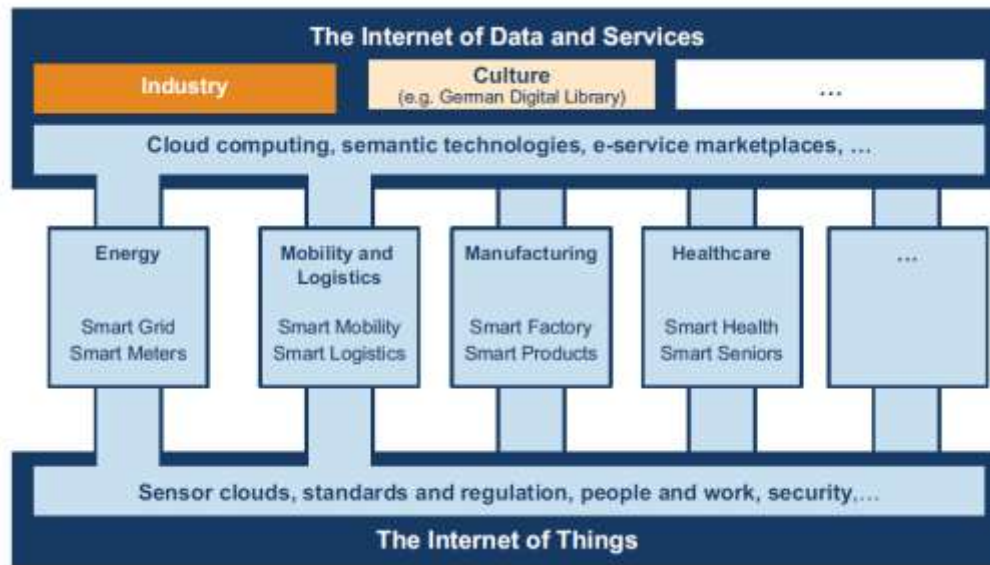 The Internet of Data and Services
Industry
Culture
(e.g. German Digital Library)
...
Cloud computing, semantic technologies, e-service marketplaces, ...
Energy
Smart Grid
Smart Meters
Mobility and
Logistics
Smart Mobility
Smart Logistics
Manufacturing
Smart Factory
Smart Products
Healthcare
Smart Health
Smart Seniors
...
Sensor clouds, standards and regulation, people and work, security,...
The Internet of Things